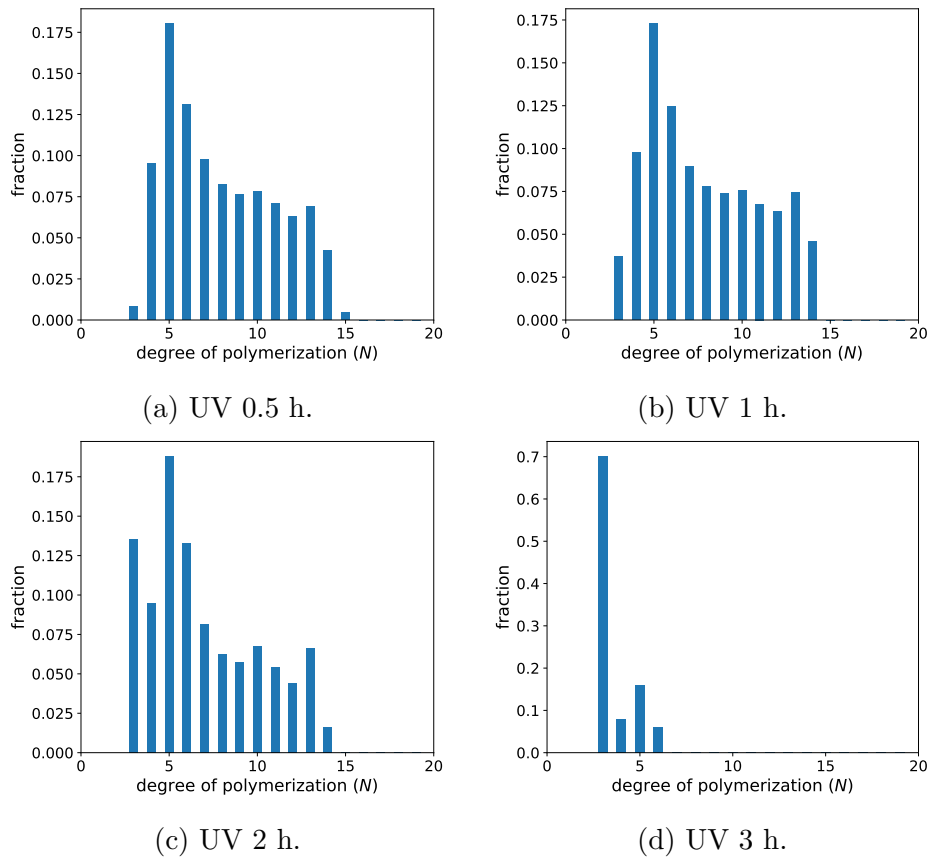 0.175
0.150
0.125
0.100
0.075
0.050
0.025
0.000
fraction
0 5 10 15 20
degree of polymerization (N)
(a) UV 0.5 h.
0.175
0.150
0.125
0.100
0.075
0.050
0.025
0.000
fraction
0 5 10 15 20
degree of polymerization (N)
(b) UV 1 h.
0.175
0.150
0.125
0.100
0.075
0.050
0.025
0.000
fraction
0 5 10 15 20
degree of polymerization (N)
(c) UV 2 h.
0.7
0.6
0.5
0.4
0.3
0.2
0.1
0.0
fraction
0 5 10 15 20
degree of polymerization (N)
(d) UV 3 h.